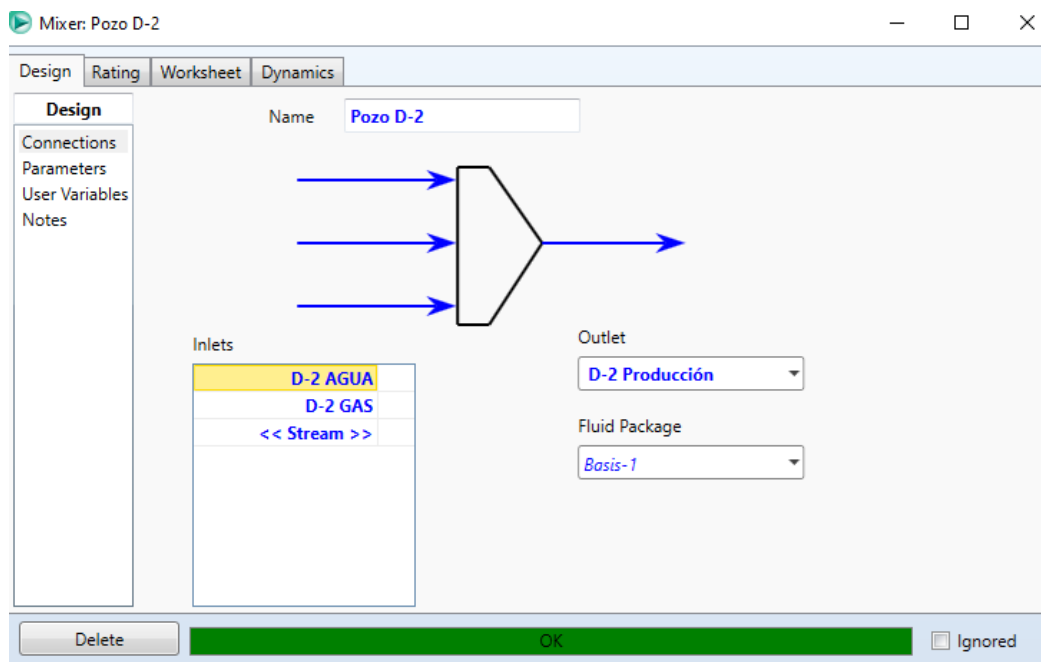 Mixer: Pozo D-2
Design Rating Worksheet Dynamics
Design
Connections
Parameters
User Variables
Notes
Name Pozo D-2
Inlets
D-2 AGUA
D-2 GAS
<< Stream >>
Outlet
D-2 Producción
Fluid Package
Basis-1
Delete OK Ignored